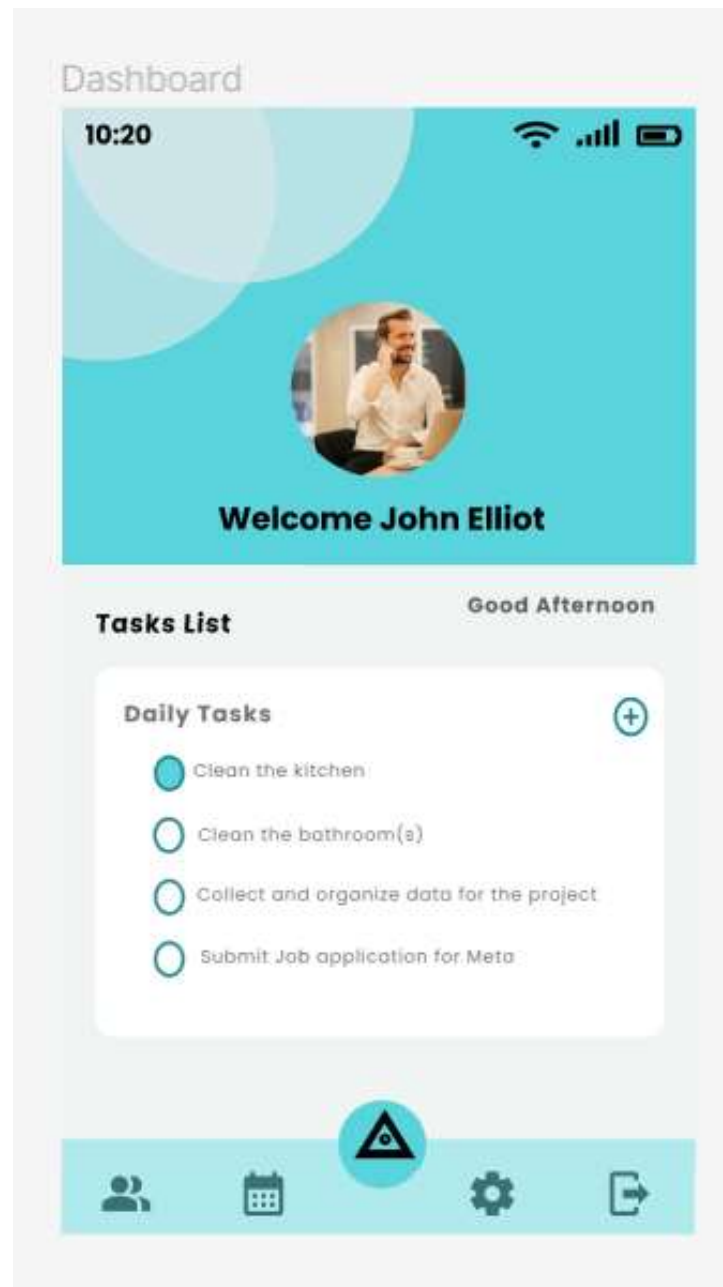 Dashboard
10:20
Welcome John Elliot
Good Afternoon
Tasks List
Daily Tasks
Clean the kitchen
Clean the bathroom(s)
Collect and organize data for the project
Submit Job application for Meta